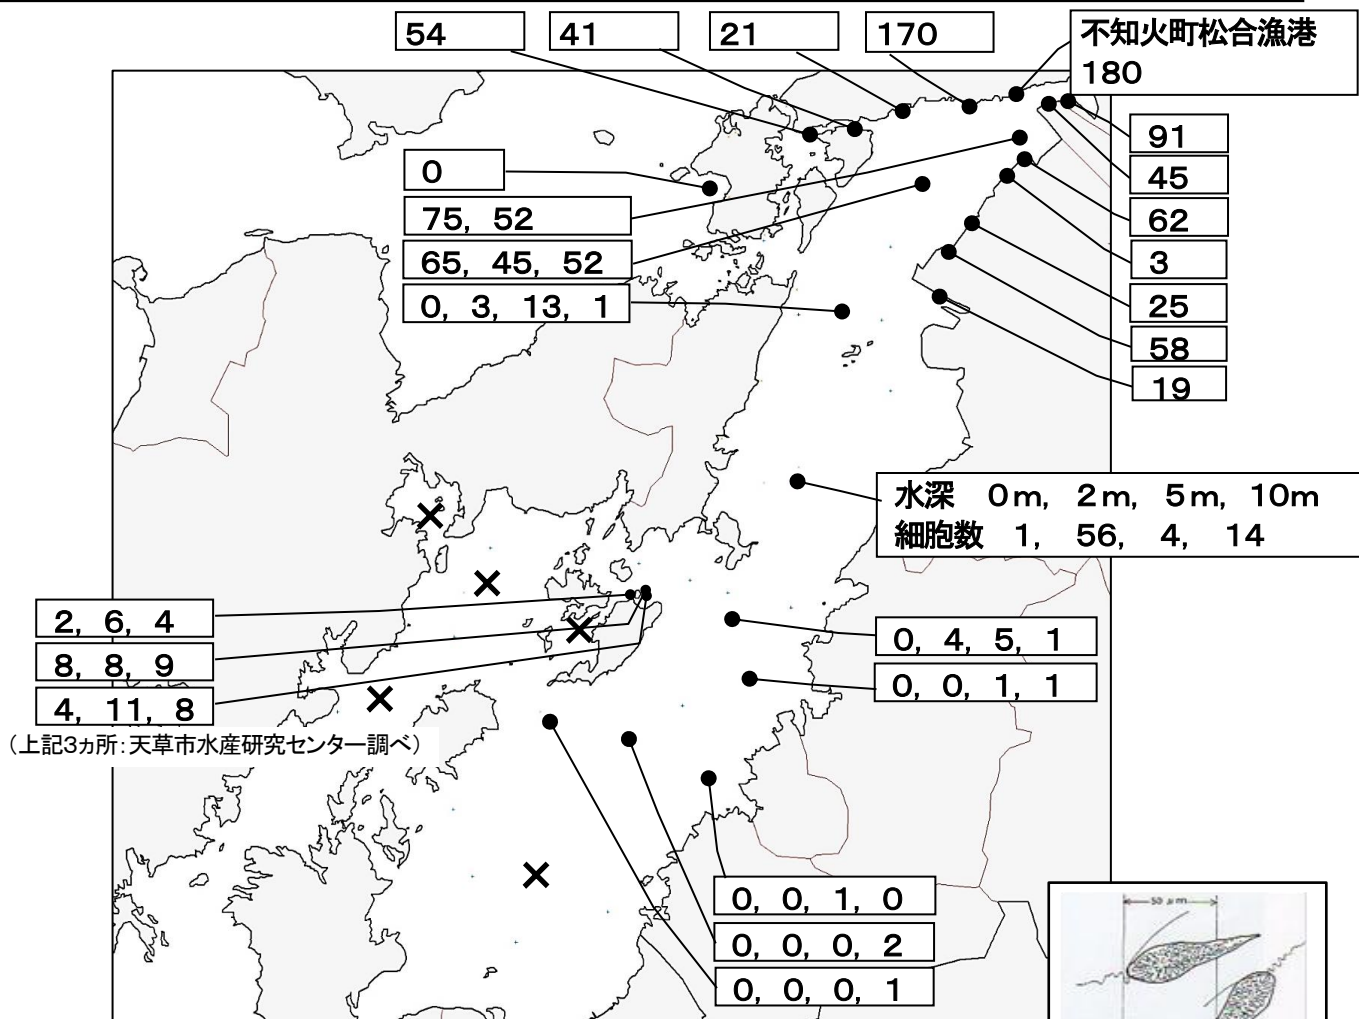 54
41
21
170
不知火町松合漁港
180
0
75, 52
65, 45, 52
0, 3, 13, 1
91
45
62
3
25
58
19
水深 0m, 2m, 5m, 10m
細胞数 1, 56, 4, 14
2, 6, 4
8, 8, 9
4, 11, 8
(上記3ヵ所：天草市水産研究センター調べ)
0, 4, 5, 1
0, 0, 1, 1
0, 0, 1, 0
0, 0, 0, 2
0, 0, 0, 1
50 μm